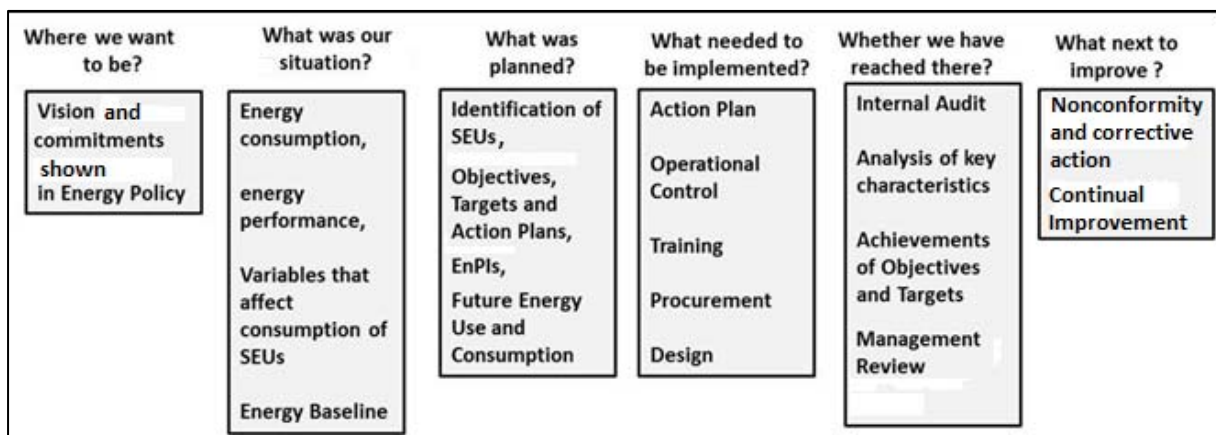 Where we want
to be?
Vision and
commitments
shown
in Energy Policy
What was our
situation?
Energy
consumption,
energy
performance,
Variables that
affect
consumption of
SEUs
Energy Baseline
What was
planned?
Identification of
SEUs,
Objectives,
Targets and
Action Plans,
EnPIs,
Future Energy
Use and
Consumption
What needed to
be implemented?
Action Plan
Operational
Control
Training
Procurement
Design
Whether we have
reached there?
Internal Audit
Analysis of key
characteristics
Achievements
of Objectives
and Targets
Management
Review
What next to
improve ?
Nonconformity
and corrective
action
Continual
Improvement